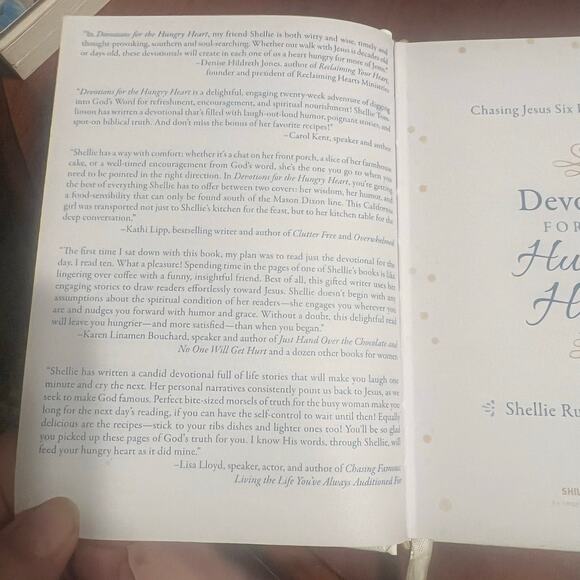 "In Devotions for the Hungry Heart, my friend Shellie is both witty and wise, timely and
thought-provoking, southern and soul-searching. Whether our walk with Jesus is decades old
or days old, these devotionals will create in each one of us a heart hungry for more of Jesus."
–Denise Hildreth Jones, author of Reclaiming Your Heart,
founder and president of Reclaiming Hearts Ministries
"Devotions for the Hungry Heart is a delightful, engaging twenty-week adventure of digging
into God's Word for refreshment, encouragement, and spiritual nourishment! Shellie Tom-
linson has written a devotional that's filled with laugh-out-loud humor, poignant stories, and
spot-on biblical truth. And don't miss the bonus of her favorite recipes!"
–Carol Kent, speaker and author
"Shellie has a way with comfort; whether it's a chat on her front porch, a slice of her farmhouse
cake, or a well-timed encouragement from God's word, she's the one you go to when you
need to be pointed in the right direction. In Devotions for the Hungry Heart, you're getting
the best of everything Shellie has to offer between two covers: her wisdom, her humor, and
a food-sensibility that can only be found south of the Mason Dixon line. This California
girl was transported not just to Shellie's kitchen for the feast, but to her kitchen table for the
deep conversation."
–Kathi Lipp, bestselling writer and author of Clutter Free and Overwhelmed
"The first time I sat down with this book, my plan was to read just the devotional for the
day. I read ten. What a pleasure! Spending time in the pages of one of Shellie's books is like
lingering over coffee with a funny, insightful friend. Best of all, this gifted writer uses her
engaging stories to draw readers effortlessly toward Jesus. Shellie doesn't begin with any
assumptions about the spiritual condition of her readers—she engages you wherever you
are and nudges you forward with humor and grace. Without a doubt, this delightful read
will leave you hungrier—and more satisfied—than when you began."
–Karen Linamen Bouchard, speaker and author of Just Hand Over the Chocolate and
No One Will Get Hurt and a dozen other books for women
"Shellie has written a candid devotional full of life stories that will make you laugh one
minute and cry the next. Her personal narratives consistently point us back to Jesus, as we
seek to make God famous. Perfect bite-sized morsels of truth for the busy woman make you
long for the next day's reading, if you can have the self-control to wait until then! Equally
delicious are the recipes—stick to your ribs dishes and lighter ones too! You'll be so glad
you picked up these pages of God's truth for you. I know His words, through Shellie, will
feed your hungry heart as it did mine."
–Lisa Lloyd, speaker, actor, and author of Chasing Famous:
Living the Life You've Always Auditioned For
Chasing Jesus Six
Devo
FOR
Hu
H
Shellie Ru
SHIL